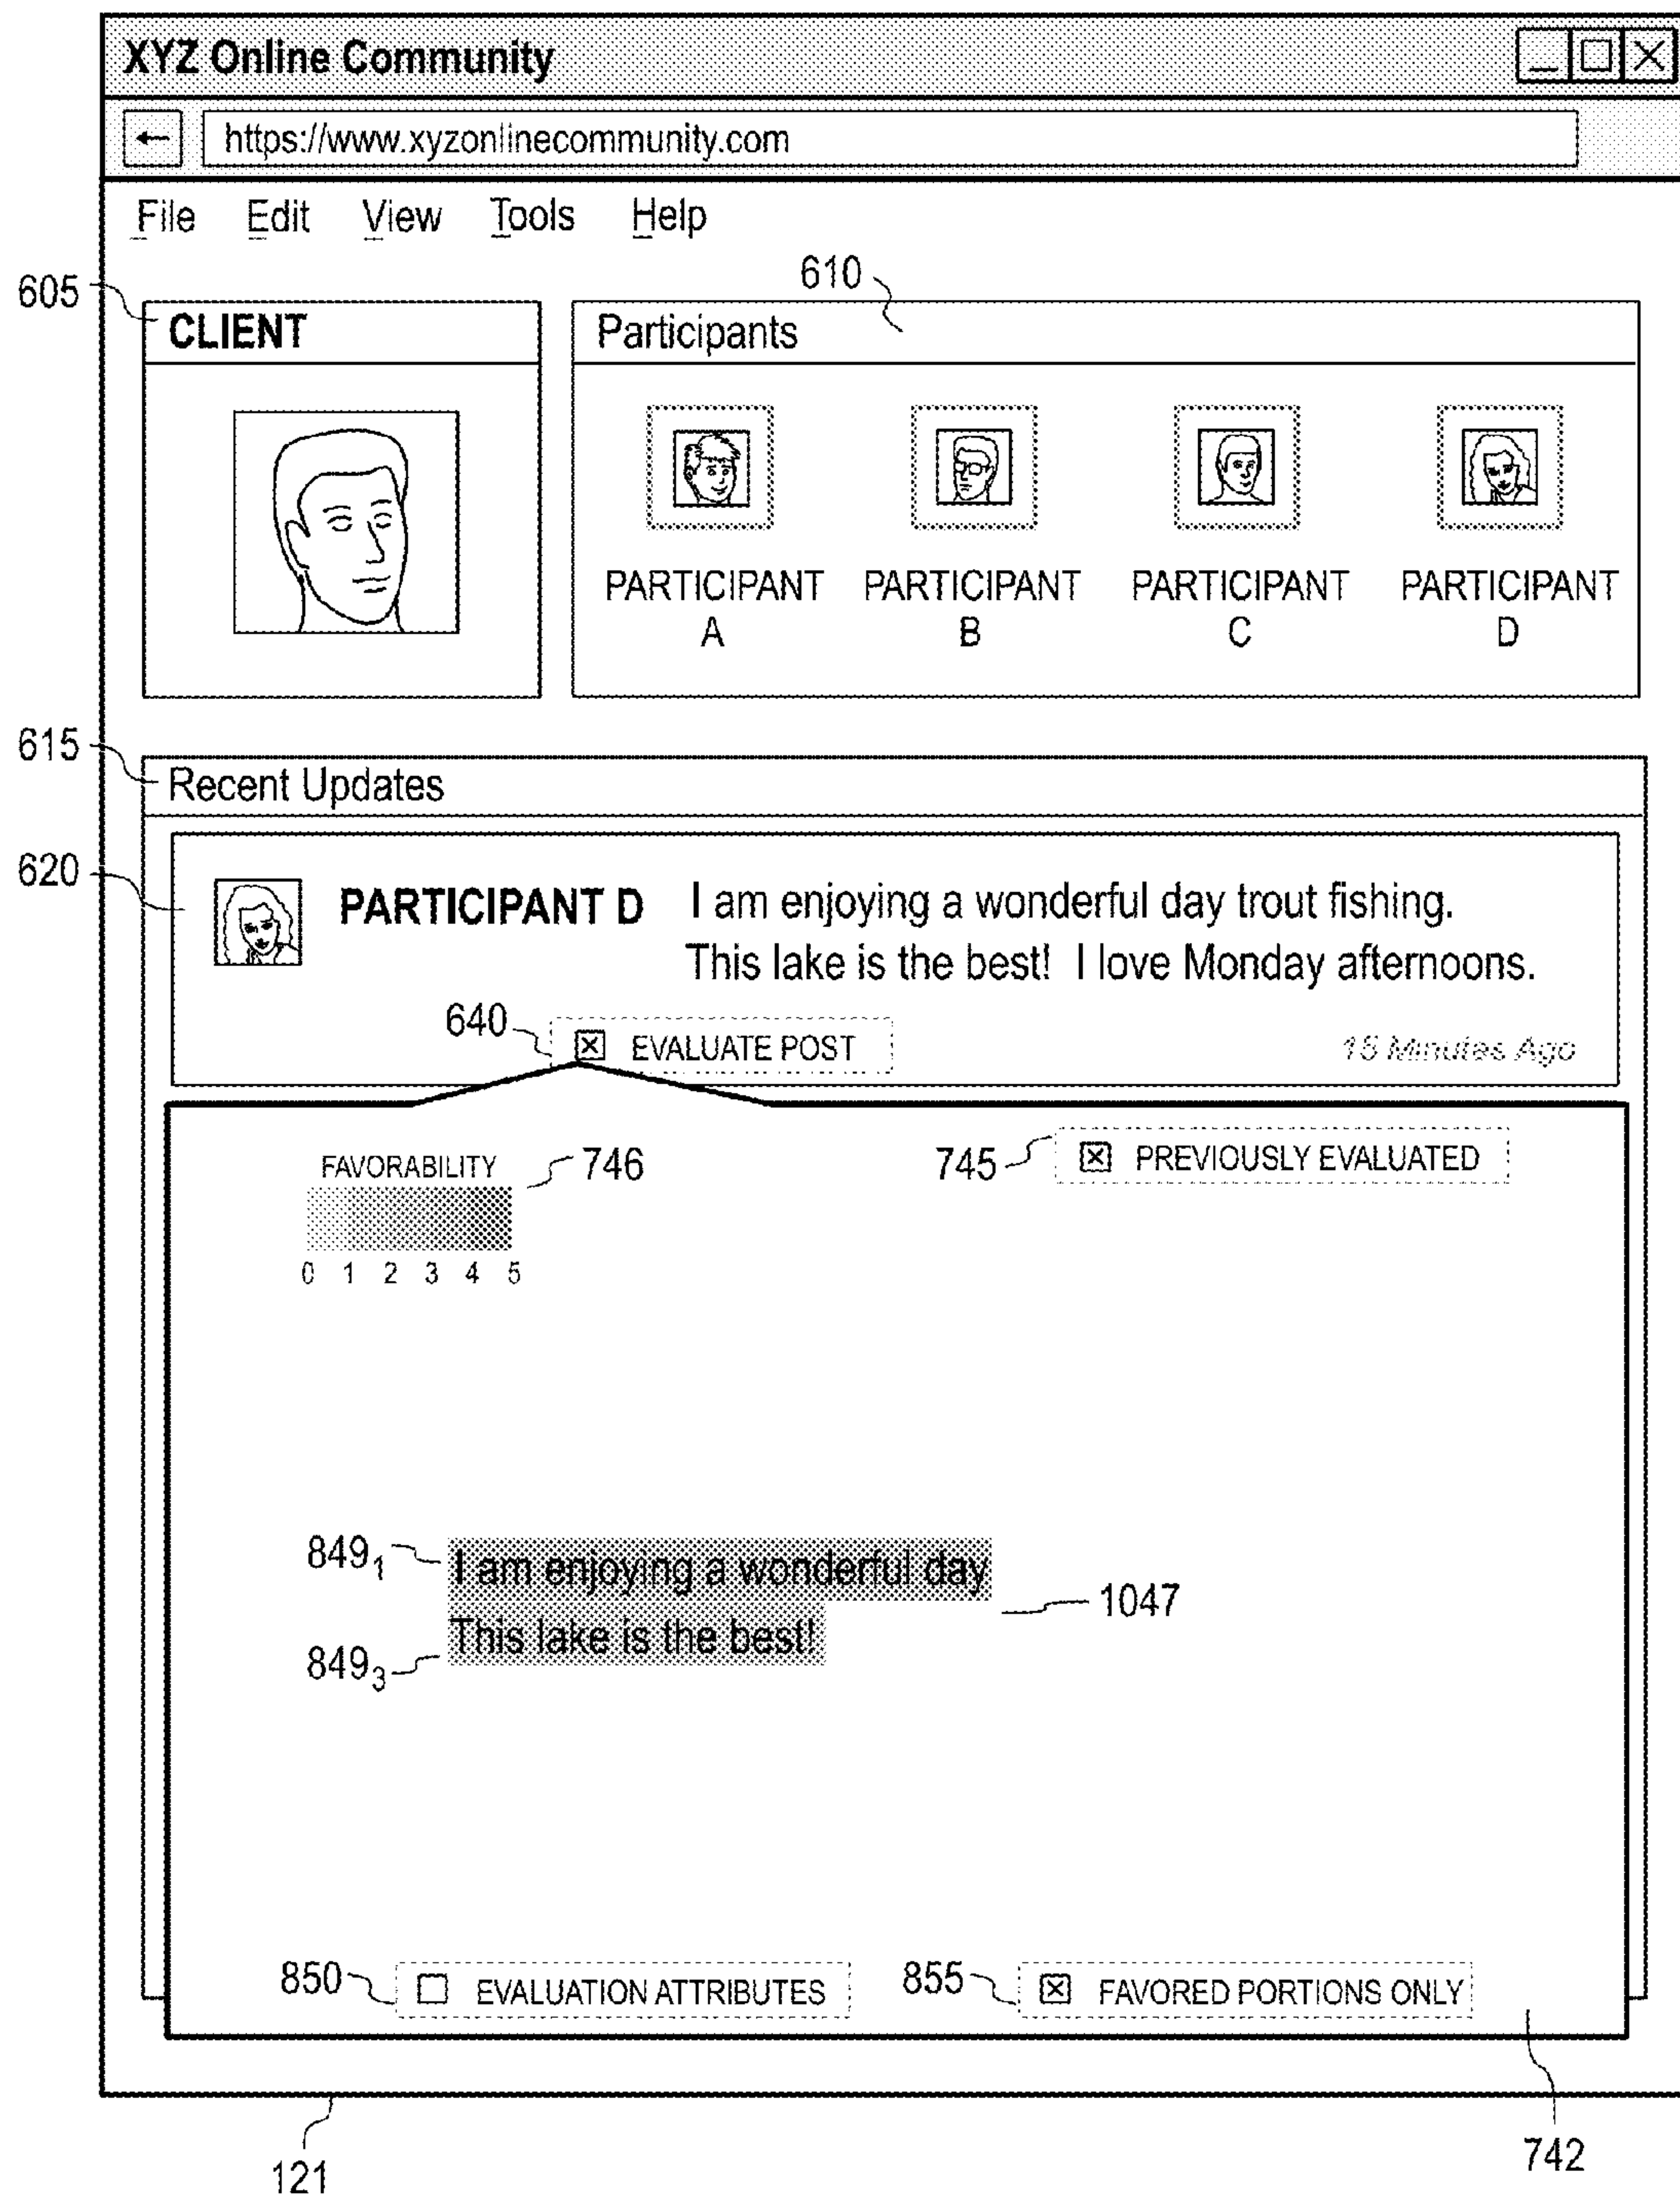 XYZ Online Community
https://www.xyzonlinecommunity.com
File Edit View Tools Help
605
610
CLIENT
Participants
PARTICIPANT A
PARTICIPANT B
PARTICIPANT C
PARTICIPANT D
615
Recent Updates
620
PARTICIPANT D
I am enjoying a wonderful day trout fishing.
This lake is the best! I love Monday afternoons.
640
EVALUATE POST
15 Minutes Ago
FAVORABILITY
746
745
PREVIOUSLY EVALUATED
0 1 2 3 4 5
849₁
I am enjoying a wonderful day
1047
This lake is the best!
849₃
850
EVALUATION ATTRIBUTES
855
FAVORED PORTIONS ONLY
121
742